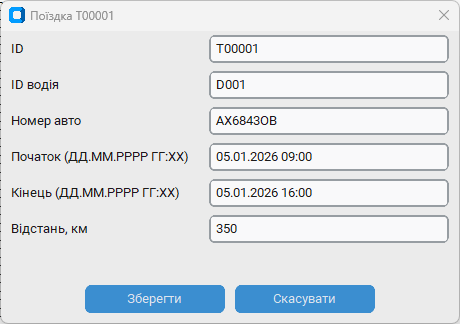 Поїздка T00001
ID T00001
ID водія D001
Номер авто AX6843OB
Початок (ДД.ММ.РРРР ГГ:ХХ) 05.01.2026 09:00
Кінець (ДД.ММ.РРРР ГГ:ХХ) 05.01.2026 16:00
Відстань, км 350
Зберегти Скасувати